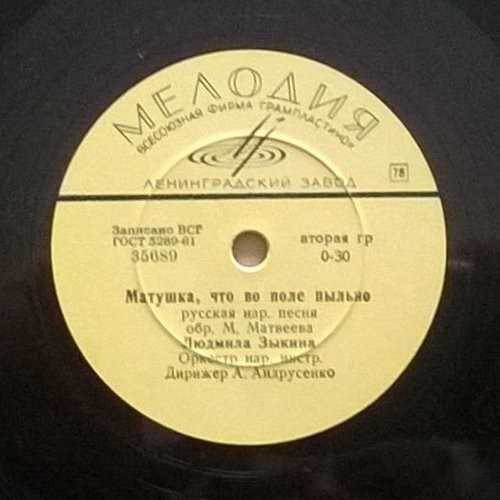 МЕЛОДИЯ
ВСЕСОЮЗНАЯ ФИРМА ГРАМПЛАСТИНОК
ЛЕНИНГРАДСКИЙ ЗАВОД
78
Записано ВСГ
ГОСТ 5289-61
35689
вторая гр
0-30
Матушка, что во поле пыльно
русская нар. песня
обр. М. Матвеева
Людмила Зыкина
Оркестр нар. инстр.
Дирижер А. Андрусенко